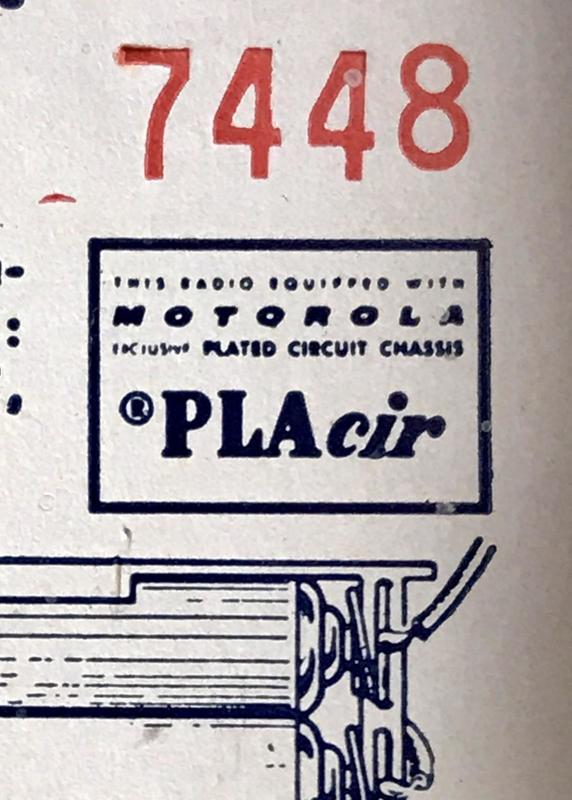 7448
THIS RADIO EQUIPPED WITH
MOTOROLA
EXCLUSIVE PLATED CIRCUIT CHASSIS
®PLAcir